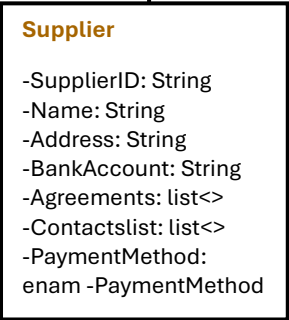 Supplier
-SupplierID: String
-Name: String
-Address: String
-BankAccount: String
-Agreements: list<>
-Contactslist: list<>
-PaymentMethod:
enam -PaymentMethod